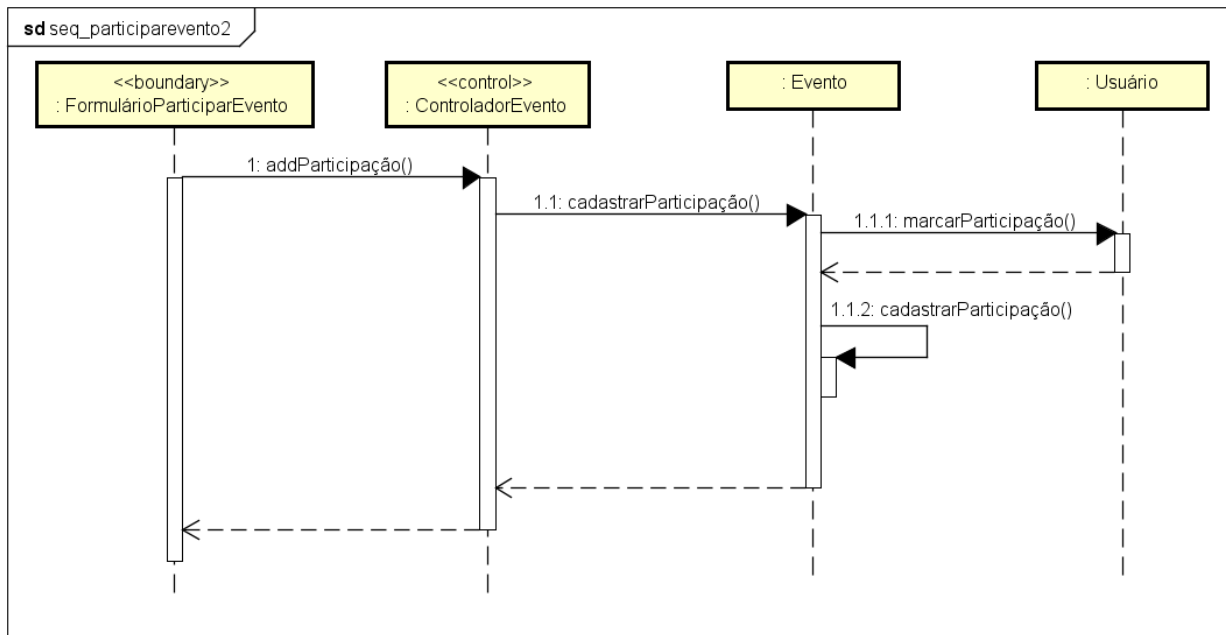 sd seq_participarevento2
<<boundary>>
: FormulárioParticiparEvento
<<control>>
: ControladorEvento
: Evento
: Usuário
1: addParticipação()
1.1: cadastrarParticipação()
1.1.1: marcarParticipação()
1.1.2: cadastrarParticipação()